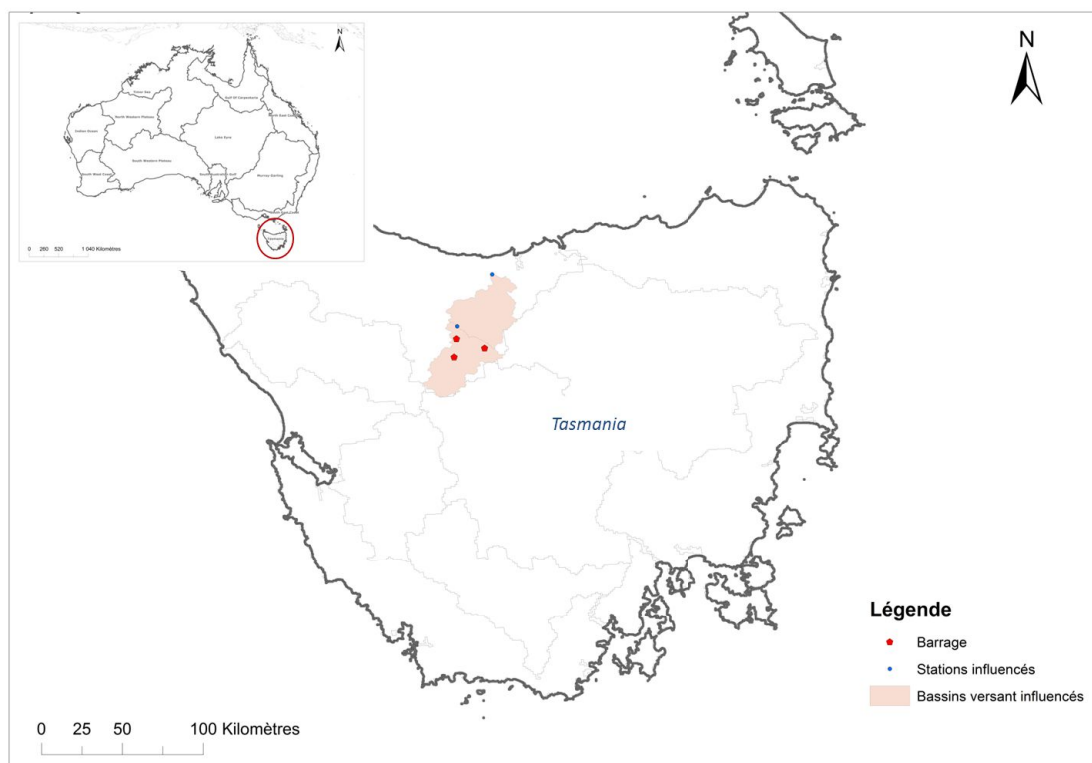 N
Timor Sea
Gulf Of Carpentaria
North Western Plateau
North East Coast
Indian Ocean
Lake Eyre
South Western Plateau
South Australian Gulf
South West Coast
Murray-Darling
Tasmania
0 260 520 1 040 Kilomètres
N
Tasmania
Légende
Barrage
Stations influencés
Bassins versant influencés
0 25 50 100 Kilomètres